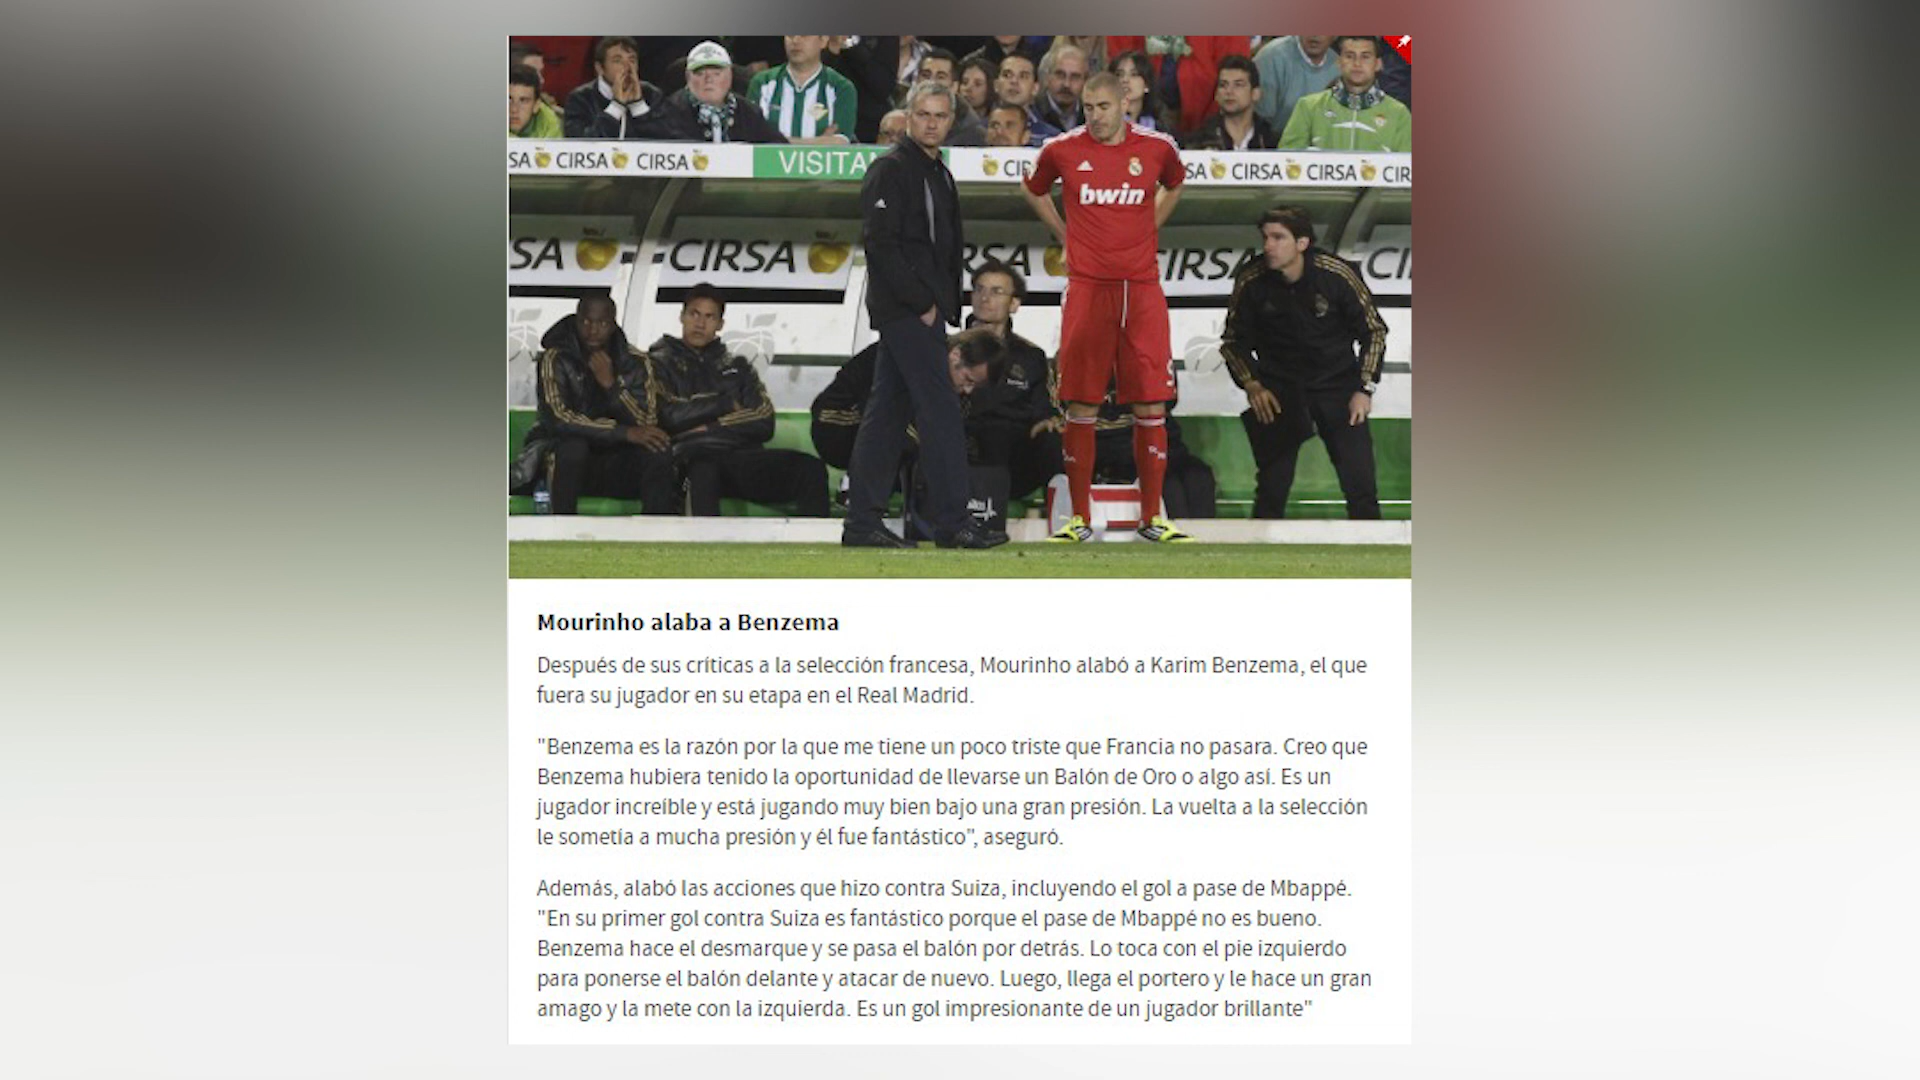 SA CIRSA CIRSA VISITA CIR SA CIRSA CIRSA CIR
bwin
SA CIRSA RSA IRSA CI
Mourinho alaba a Benzema
Después de sus críticas a la selección francesa, Mourinho alabó a Karim Benzema, el que
fuera su jugador en su etapa en el Real Madrid.
"Benzema es la razón por la que me tiene un poco triste que Francia no pasara. Creo que
Benzema hubiera tenido la oportunidad de llevarse un Balón de Oro o algo así. Es un
jugador increíble y está jugando muy bien bajo una gran presión. La vuelta a la selección
le sometía a mucha presión y él fue fantástico", aseguró.
Además, alabó las acciones que hizo contra Suiza, incluyendo el gol a pase de Mbappé.
"En su primer gol contra Suiza es fantástico porque el pase de Mbappé no es bueno.
Benzema hace el desmarque y se pasa el balón por detrás. Lo toca con el pie izquierdo
para ponerse el balón delante y atacar de nuevo. Luego, llega el portero y le hace un gran
amago y la mete con la izquierda. Es un gol impresionante de un jugador brillante"